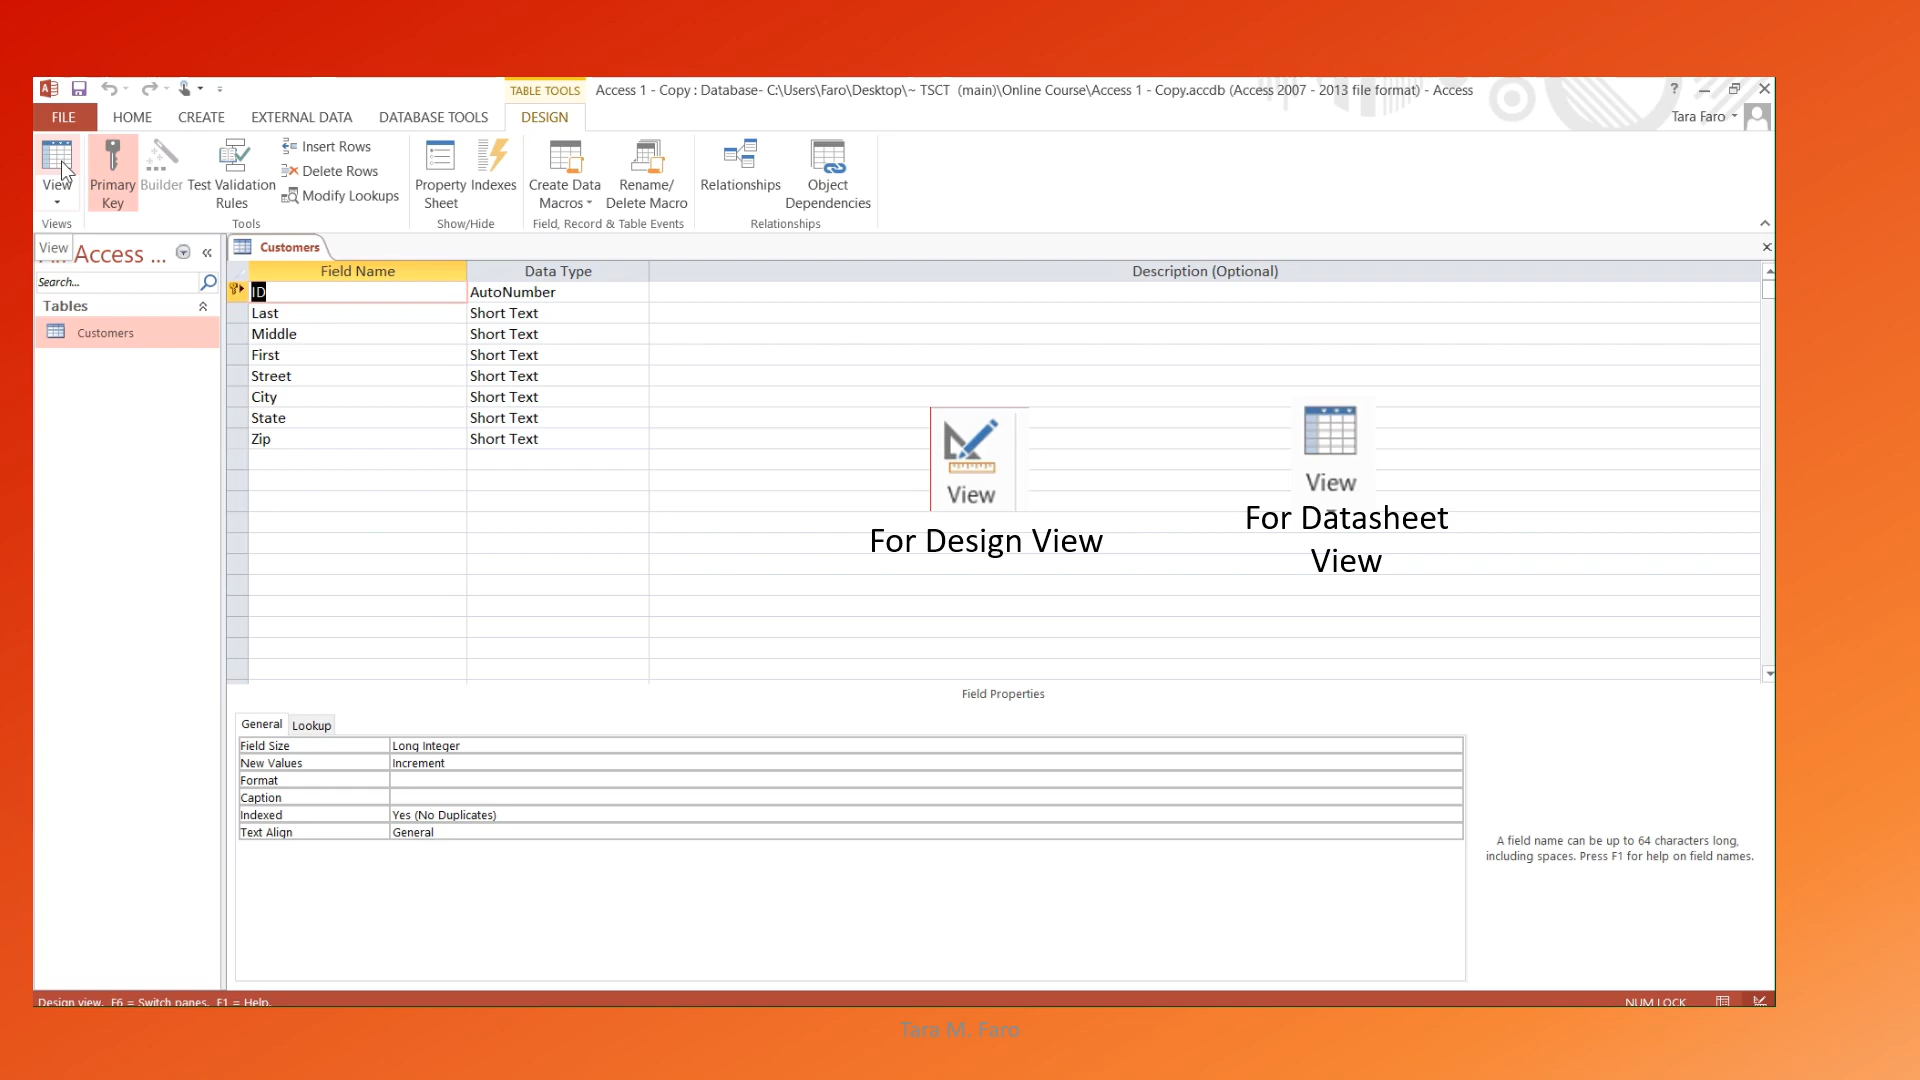 TABLE TOOLS Access 1 - Copy : Database- C:\Users\Faro\Desktop\~ TSCT (main)\Online Course\Access 1 - Copy.accdb (Access 2007 - 2013 file format) - Access ?
FILE HOME CREATE EXTERNAL DATA DATABASE TOOLS DESIGN Tara Faro
View Primary Key Builder Test Validation Rules
Insert Rows
Delete Rows
Modify Lookups
Property Sheet Indexes Create Data Macros Rename/ Delete Macro Relationships Object Dependencies
Views Tools Show/Hide Field, Record & Table Events Relationships
View
Access ...
Search...
Tables
Customers
Customers
Field Name Data Type Description (Optional)
ID AutoNumber
Last Short Text
Middle Short Text
First Short Text
Street Short Text
City Short Text
State Short Text
Zip Short Text
View
For Design View
View
For Datasheet
View
Field Properties
General Lookup
Field Size Long Integer
New Values Increment
Format
Caption
Indexed Yes (No Duplicates)
Text Align General
A field name can be up to 64 characters long,
including spaces. Press F1 for help on field names.
Design view. F6 = Switch panes. F1 = Help. NUM LOCK
Tara M. Faro